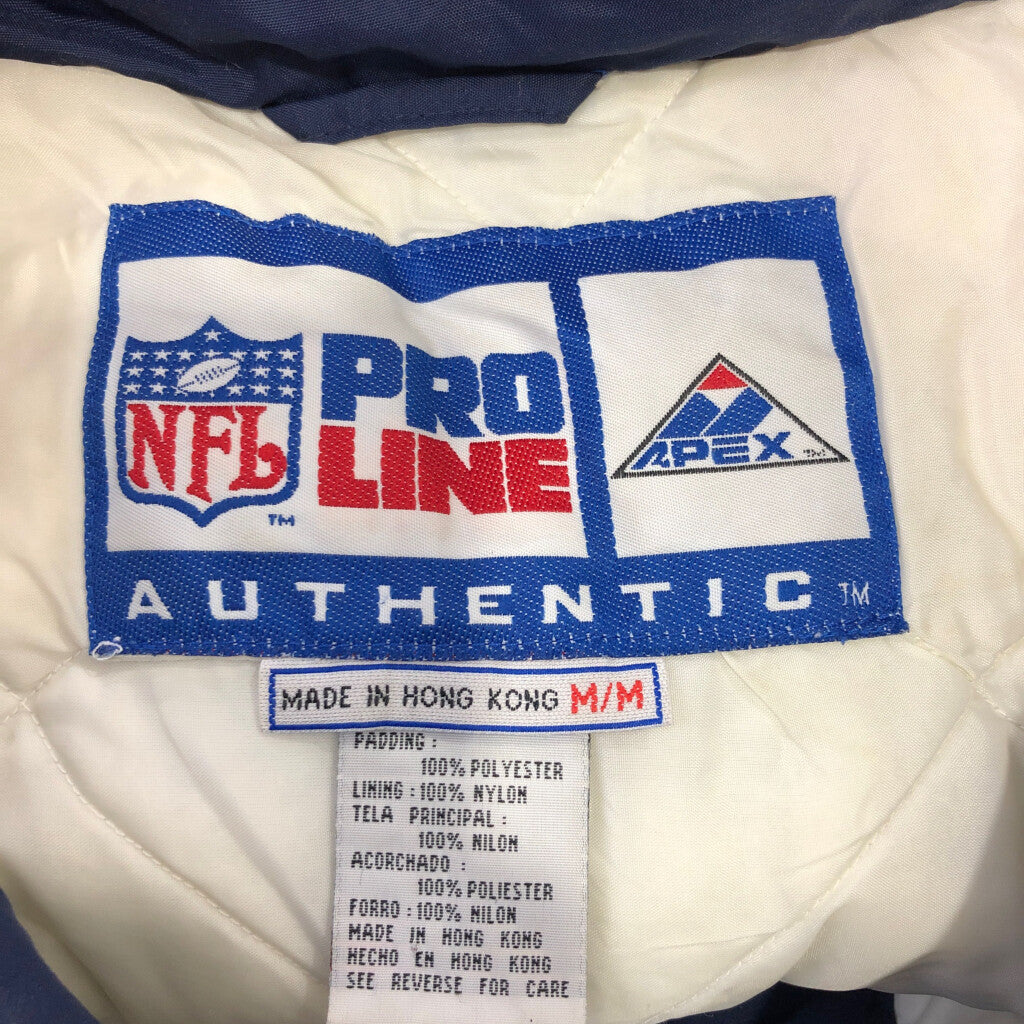 NFL
TM
PRO
LINE
APEX
TM
AUTHENTIC TM
MADE IN HONG KONG M/M
PADDING :
100% POLYESTER
LINING : 100% NYLON
TELA PRINCIPAL :
100% NILON
ACORCHADO :
100% POLIESTER
FORRO : 100% NILON
MADE IN HONG KONG
HECHO EN HONG KONG
SEE REVERSE FOR CARE